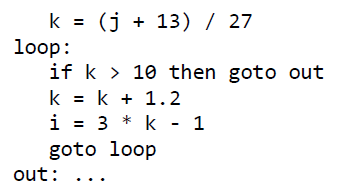 k = (j + 13) / 27
loop:
if k > 10 then goto out
k = k + 1.2
i = 3 * k - 1
goto loop
out: ...